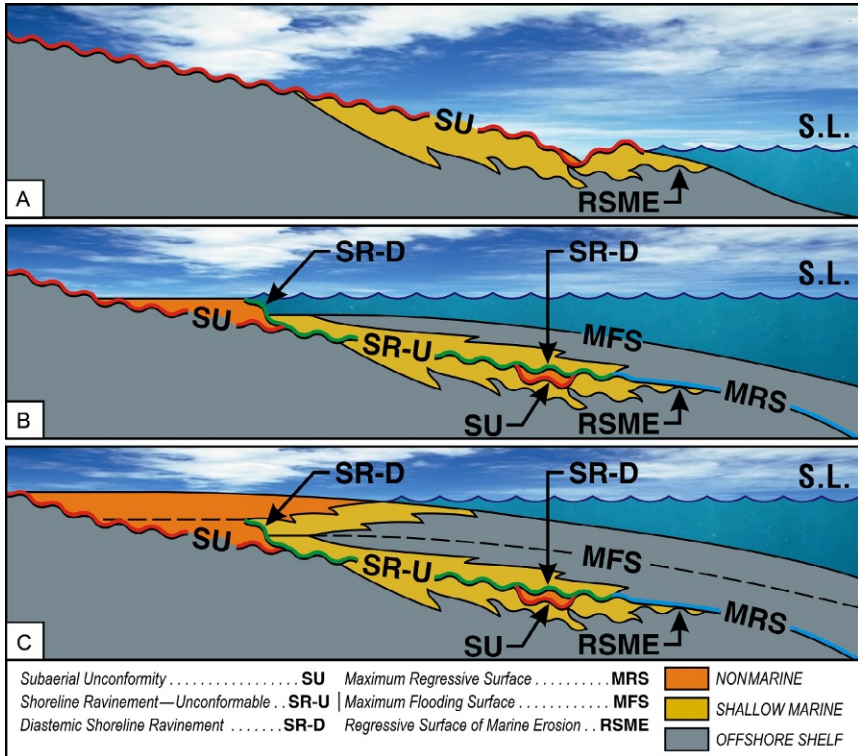 S.L.
SU
RSME
A
SR-D
SR-D
S.L.
SU
MFS
SR-U
MRS
SU
RSME
B
SR-D
SR-D
S.L.
SU
MFS
SR-U
MRS
SU
RSME
C
Subaerial Unconformity . . . . . . . . . . . . . . . SU
Shoreline Ravinement—Unconformable . . SR-U
Diastemic Shoreline Ravinement . . . . . . . SR-D
Maximum Regressive Surface . . . . . . . . . . MRS
Maximum Flooding Surface . . . . . . . . . . . . MFS
Regressive Surface of Marine Erosion . . RSME
NONMARINE
SHALLOW MARINE
OFFSHORE SHELF